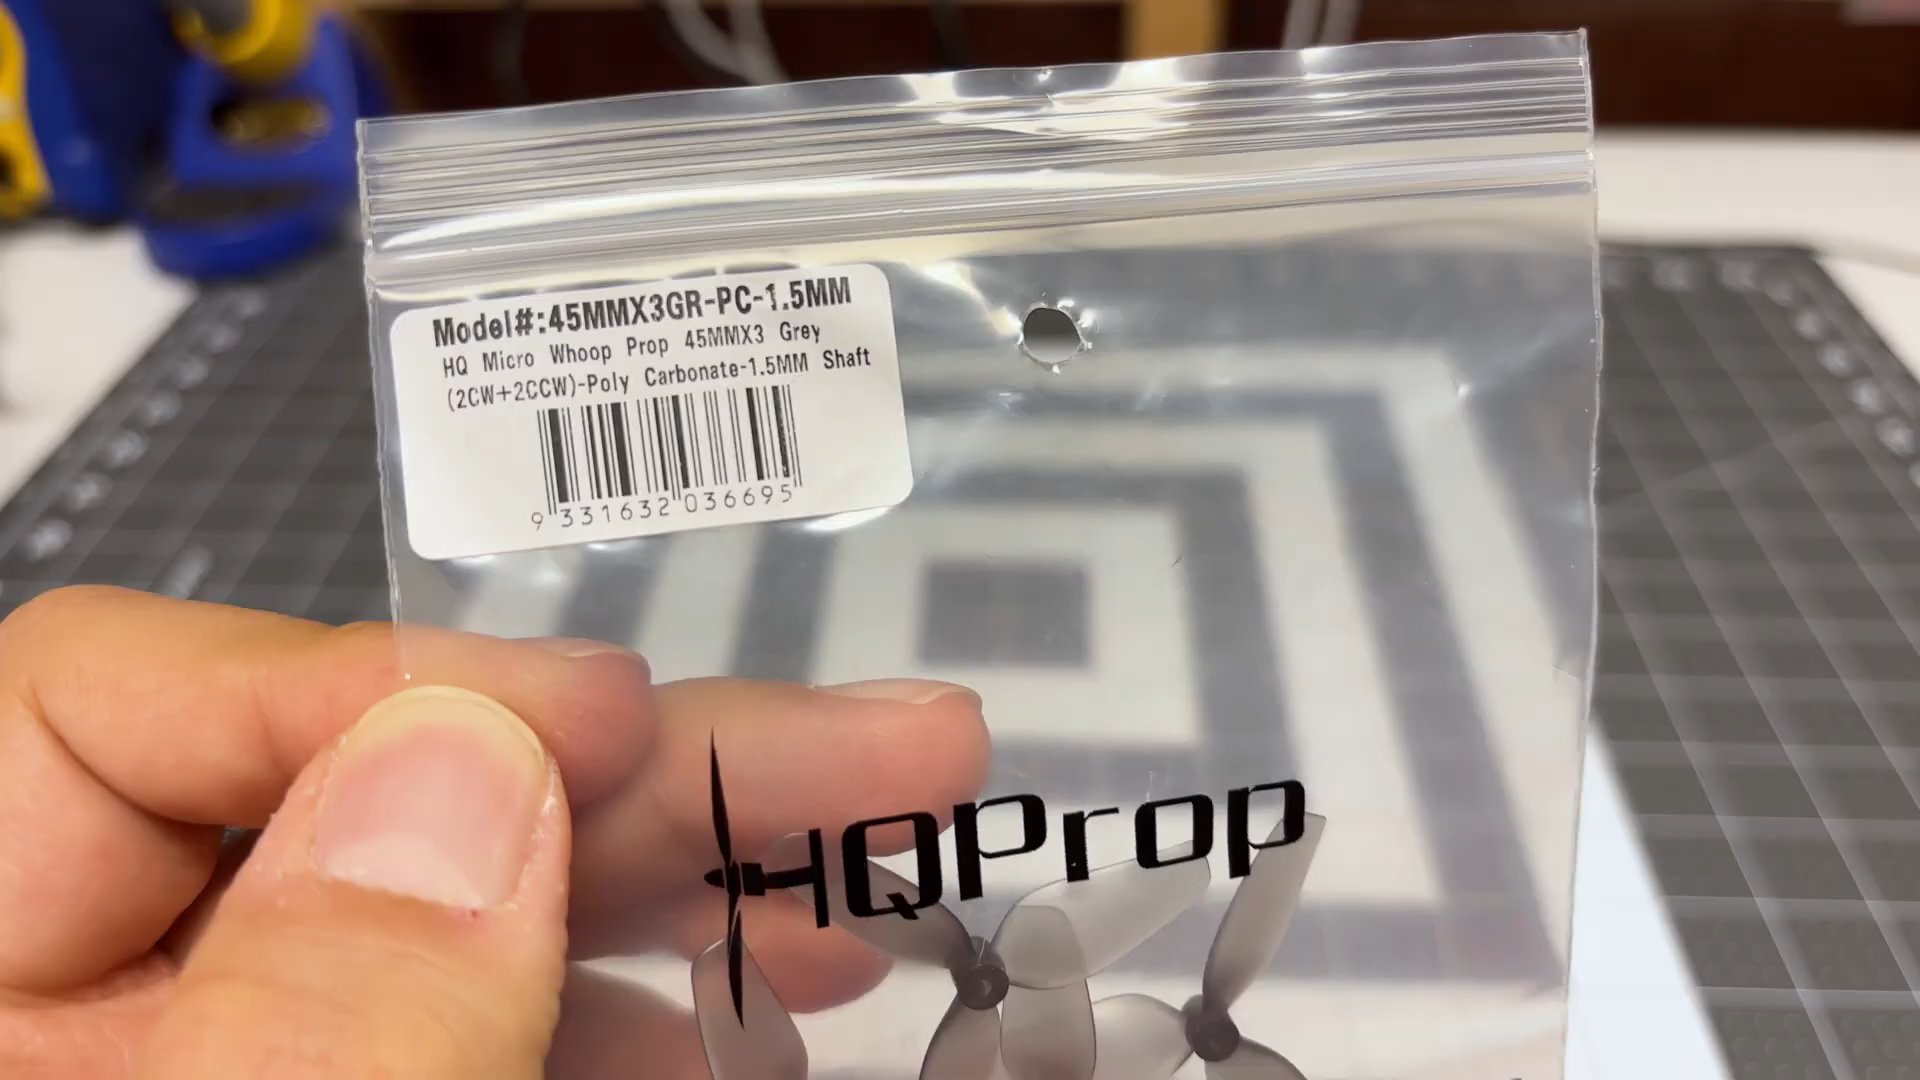 Model#:45MMX3GR-PC-1.5MM
HQ Micro Whoop Prop 45MMX3 Grey
(2CW+2CCW)-Poly Carbonate-1.5MM Shaft
9 331632 036695
HQProp